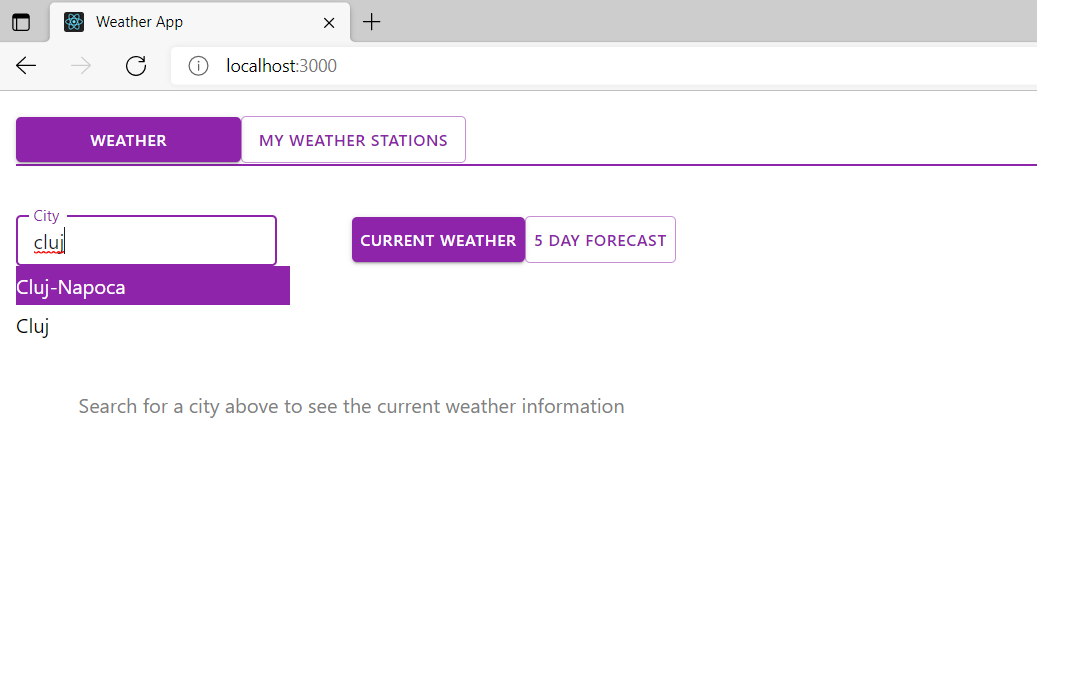 Weather App
localhost:3000
WEATHER MY WEATHER STATIONS
City
cluj
CURRENT WEATHER 5 DAY FORECAST
Cluj-Napoca
Cluj
Search for a city above to see the current weather information